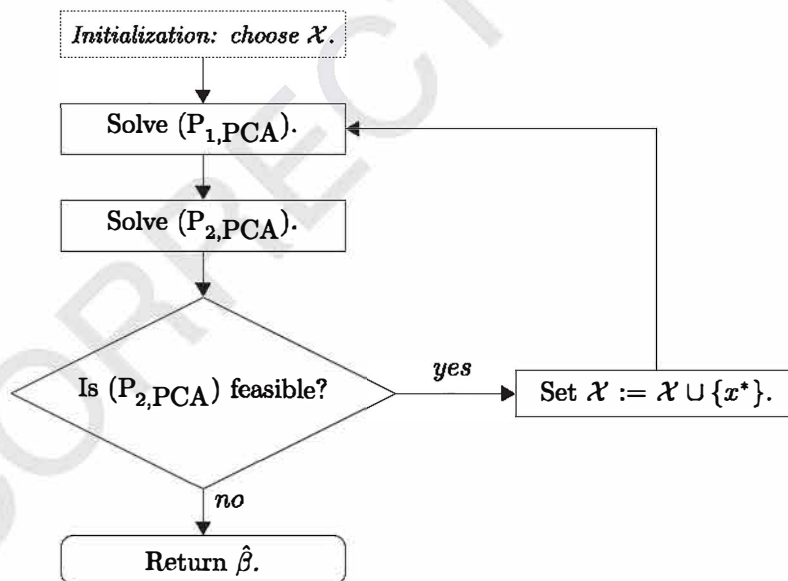 Initialization: choose 𝒳.
Solve (P₁,PCA).
Solve (P₂,PCA).
Is (P₂,PCA) feasible?
yes
Set 𝒳 := 𝒳 ∪ {x*}.
no
Return β̂.